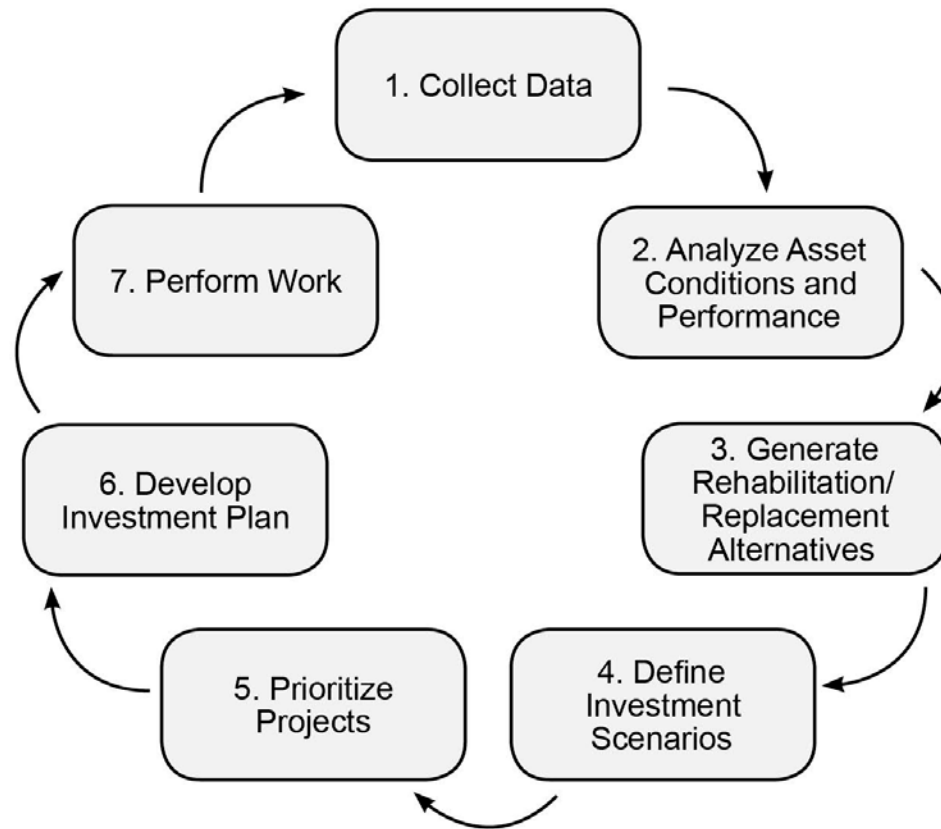 1. Collect Data
2. Analyze Asset
Conditions and
Performance
3. Generate
Rehabilitation/
Replacement
Alternatives
4. Define
Investment
Scenarios
5. Prioritize
Projects
6. Develop
Investment Plan
7. Perform Work